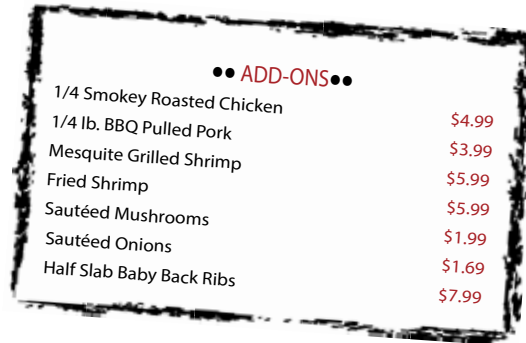 •• ADD-ONS••
1/4 Smokey Roasted Chicken $4.99
1/4 lb. BBQ Pulled Pork $3.99
Mesquite Grilled Shrimp $5.99
Fried Shrimp $5.99
Sautéed Mushrooms $1.99
Sautéed Onions $1.69
Half Slab Baby Back Ribs $7.99